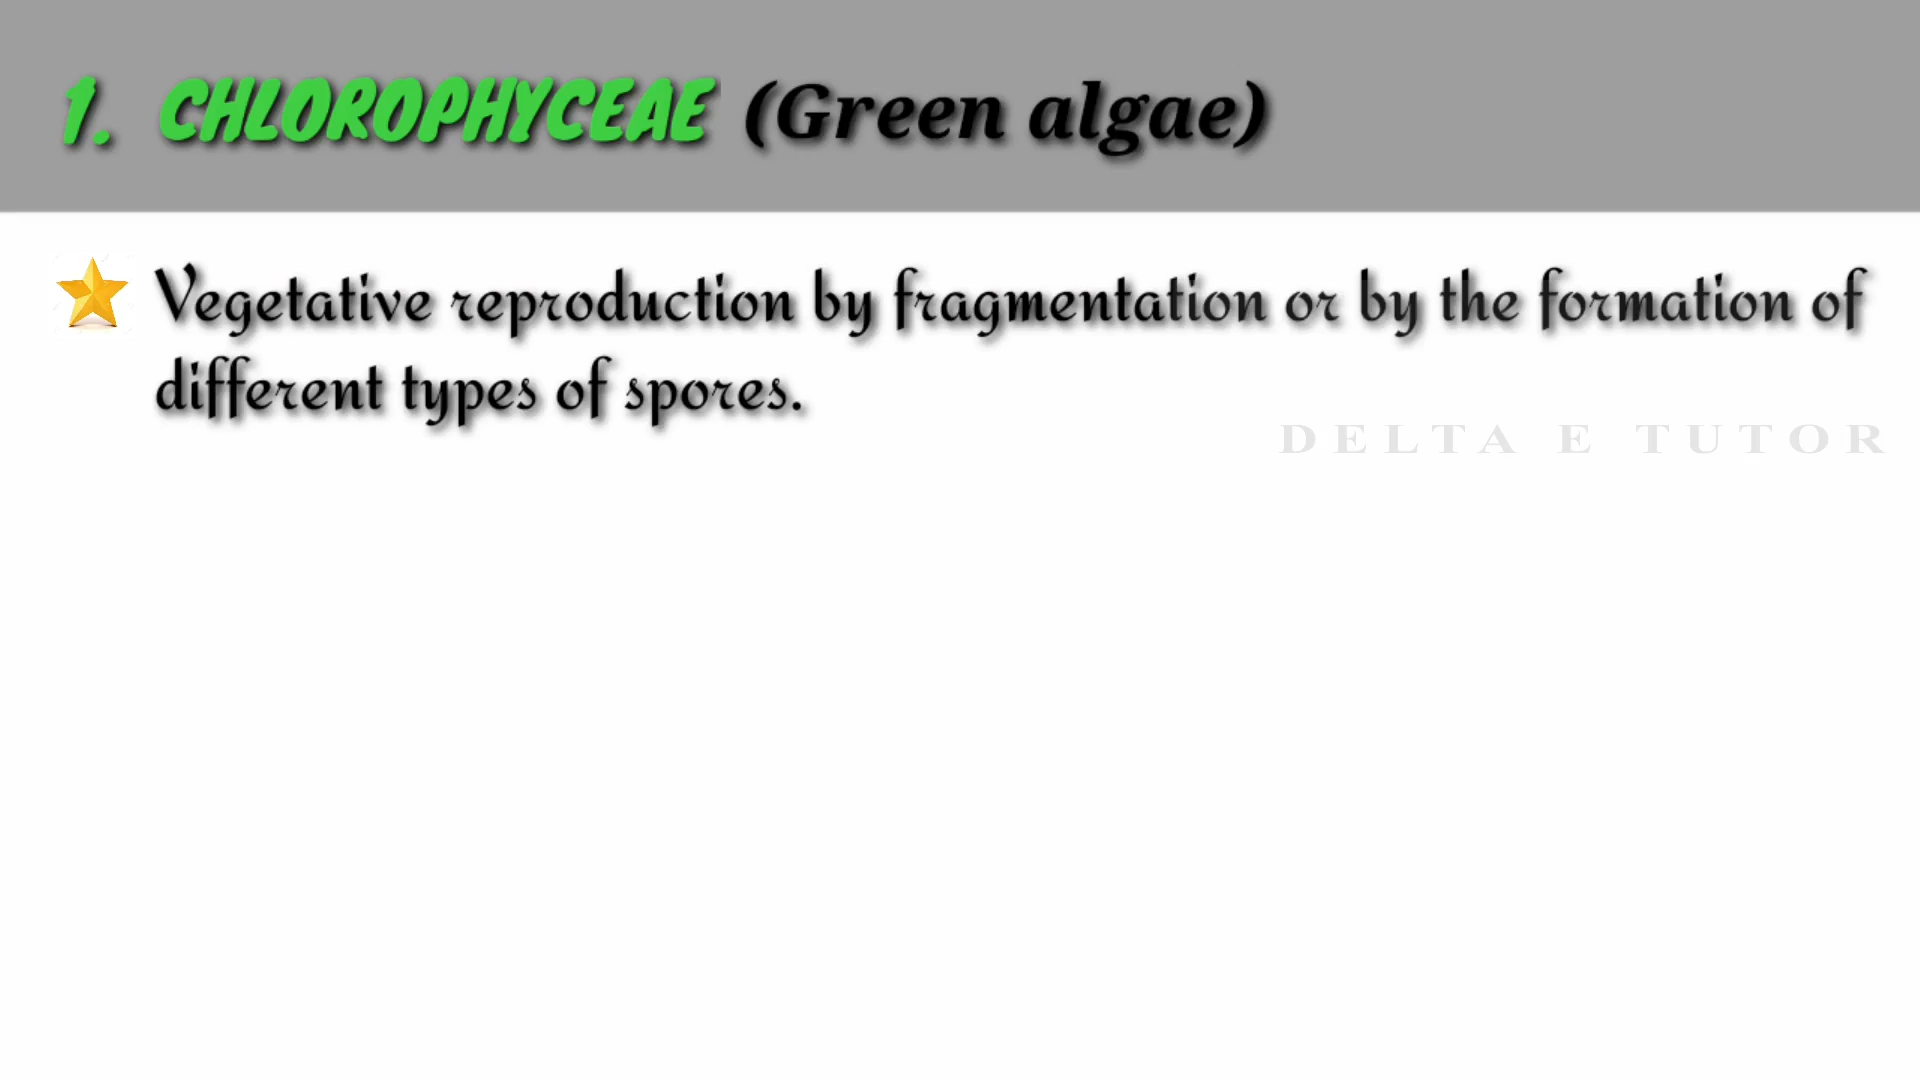 1. CHLOROPHYCEAE (Green algae)
Vegetative reproduction by fragmentation or by the formation of
different types of spores.
DELTA E TUTOR